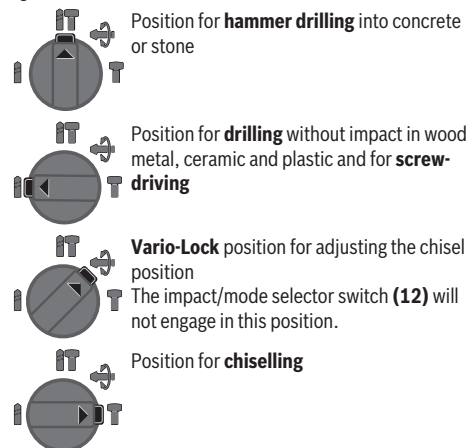 Position for hammer drilling into concrete
or stone
Position for drilling without impact in wood
metal, ceramic and plastic and for screw-
driving
Vario-Lock position for adjusting the chisel
position
The impact/mode selector switch (12) will
not engage in this position.
Position for chiselling